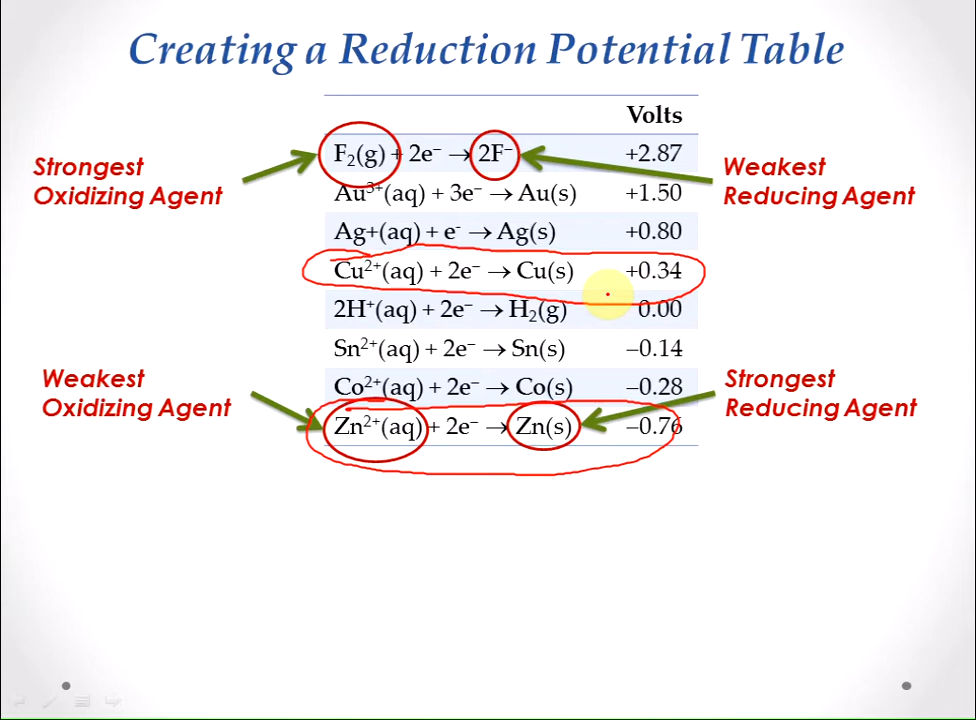 Creating a Reduction Potential Table
Volts
F₂(g) + 2e⁻ → 2F⁻ +2.87
Strongest
Oxidizing Agent
Weakest
Reducing Agent
Au³⁺(aq) + 3e⁻ → Au(s) +1.50
Ag+(aq) + e⁻ → Ag(s) +0.80
Cu²⁺(aq) + 2e⁻ → Cu(s) +0.34
2H⁺(aq) + 2e⁻ → H₂(g) 0.00
Sn²⁺(aq) + 2e⁻ → Sn(s) −0.14
Co²⁺(aq) + 2e⁻ → Co(s) −0.28
Weakest
Oxidizing Agent
Strongest
Reducing Agent
Zn²⁺(aq) + 2e⁻ → Zn(s) −0.76